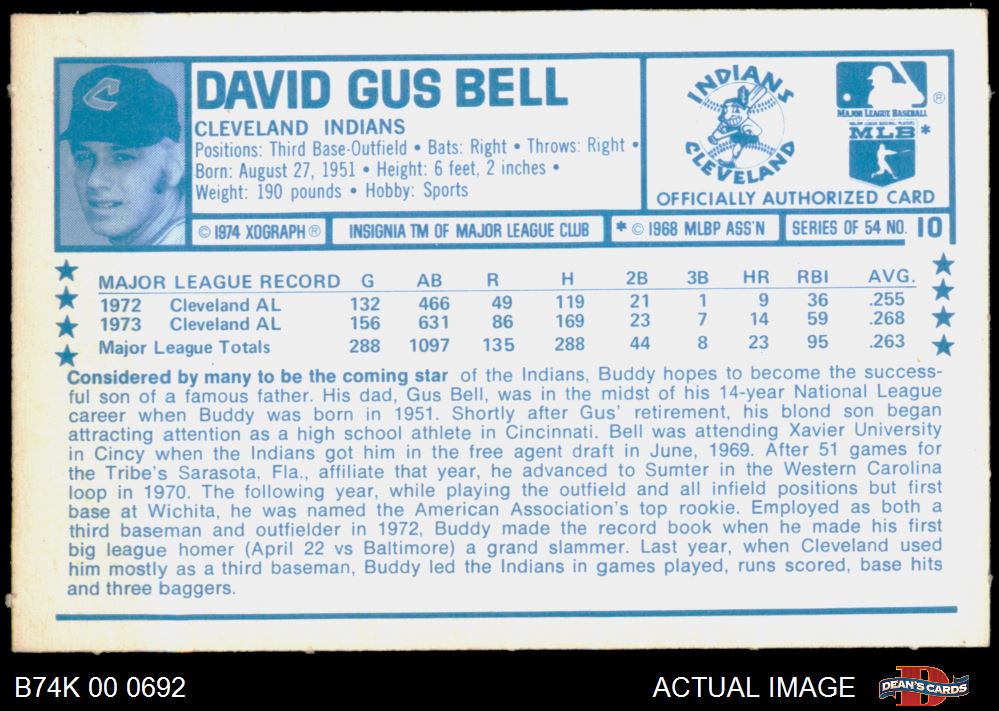 DAVID GUS BELL
CLEVELAND INDIANS
Positions: Third Base-Outfield • Bats: Right • Throws: Right •
Born: August 27, 1951 • Height: 6 feet, 2 inches •
Weight: 190 pounds • Hobby: Sports
INDIANS
CLEVELAND
®
MAJOR LEAGUE BASEBALL
MAJOR LEAGUE BASEBALL PLAYERS
MLB*
OFFICIALLY AUTHORIZED CARD
© 1974 XOGRAPH ® INSIGNIA TM OF MAJOR LEAGUE CLUB * © 1968 MLBP ASS'N SERIES OF 54 NO. 10
MAJOR LEAGUE RECORD G AB R H 2B 3B HR RBI AVG.
1972 Cleveland AL 132 466 49 119 21 1 9 36 .255
1973 Cleveland AL 156 631 86 169 23 7 14 59 .268
Major League Totals 288 1097 135 288 44 8 23 95 .263
Considered by many to be the coming star of the Indians, Buddy hopes to become the success-
ful son of a famous father. His dad, Gus Bell, was in the midst of his 14-year National League
career when Buddy was born in 1951. Shortly after Gus' retirement, his blond son began
attracting attention as a high school athlete in Cincinnati. Bell was attending Xavier University
in Cincy when the Indians got him in the free agent draft in June, 1969. After 51 games for
the Tribe's Sarasota, Fla., affiliate that year, he advanced to Sumter in the Western Carolina
loop in 1970. The following year, while playing the outfield and all infield positions but first
base at Wichita, he was named the American Association's top rookie. Employed as both a
third baseman and outfielder in 1972, Buddy made the record book when he made his first
big league homer (April 22 vs Baltimore) a grand slammer. Last year, when Cleveland used
him mostly as a third baseman, Buddy led the Indians in games played, runs scored, base hits
and three baggers.
B74K 00 0692
ACTUAL IMAGE
DEAN'S CARDS